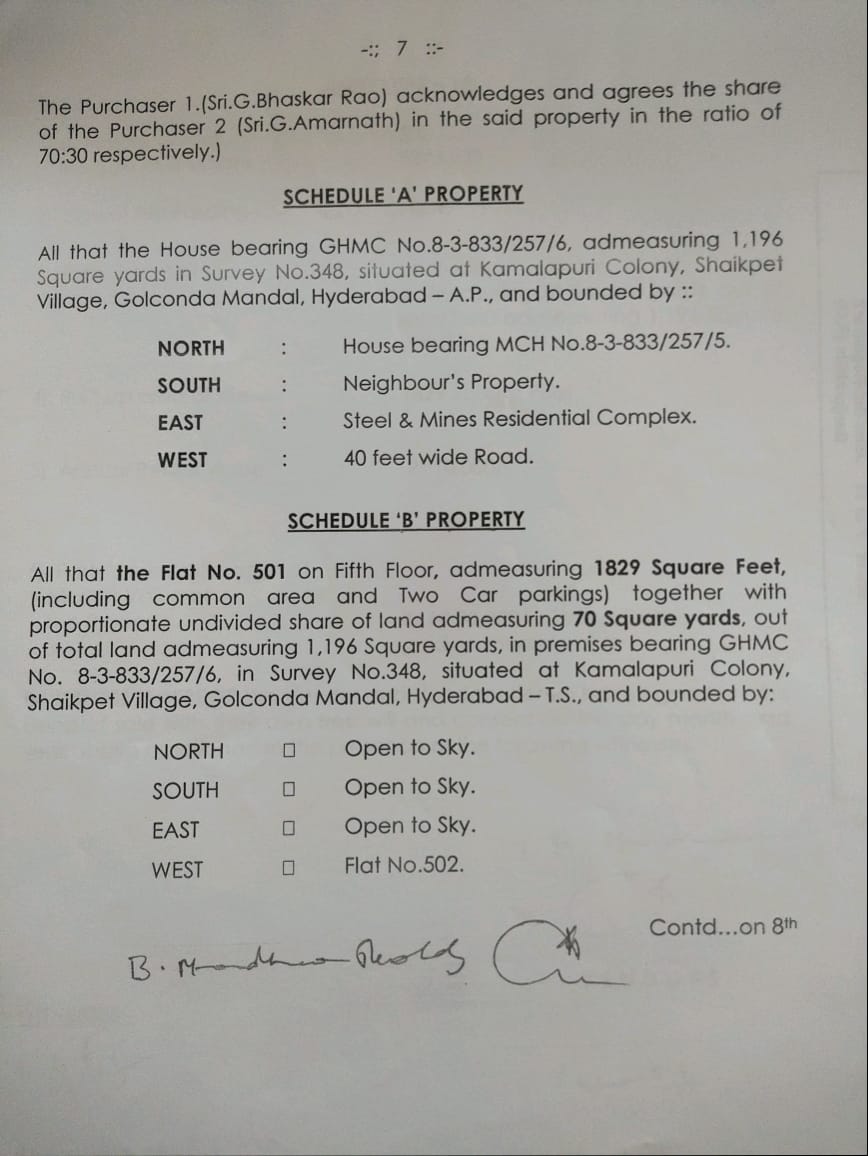 -:; 7 ::-
The Purchaser 1.(Sri.G.Bhaskar Rao) acknowledges and agrees the share
of the Purchaser 2 (Sri.G.Amarnath) in the said property in the ratio of
70:30 respectively.)
SCHEDULE ‘A’ PROPERTY
All that the House bearing GHMC No.8-3-833/257/6, admeasuring 1,196
Square yards in Survey No.348, situated at Kamalapuri Colony, Shaikpet
Village, Golconda Mandal, Hyderabad – A.P., and bounded by ::
NORTH : House bearing MCH No.8-3-833/257/5.
SOUTH : Neighbour's Property.
EAST : Steel & Mines Residential Complex.
WEST : 40 feet wide Road.
SCHEDULE ‘B’ PROPERTY
All that the Flat No. 501 on Fifth Floor, admeasuring 1829 Square Feet,
(including common area and Two Car parkings) together with
proportionate undivided share of land admeasuring 70 Square yards, out
of total land admeasuring 1,196 Square yards, in premises bearing GHMC
No. 8-3-833/257/6, in Survey No.348, situated at Kamalapuri Colony,
Shaikpet Village, Golconda Mandal, Hyderabad – T.S., and bounded by:
NORTH □ Open to Sky.
SOUTH □ Open to Sky.
EAST □ Open to Sky.
WEST □ Flat No.502.
Contd...on 8th
B.